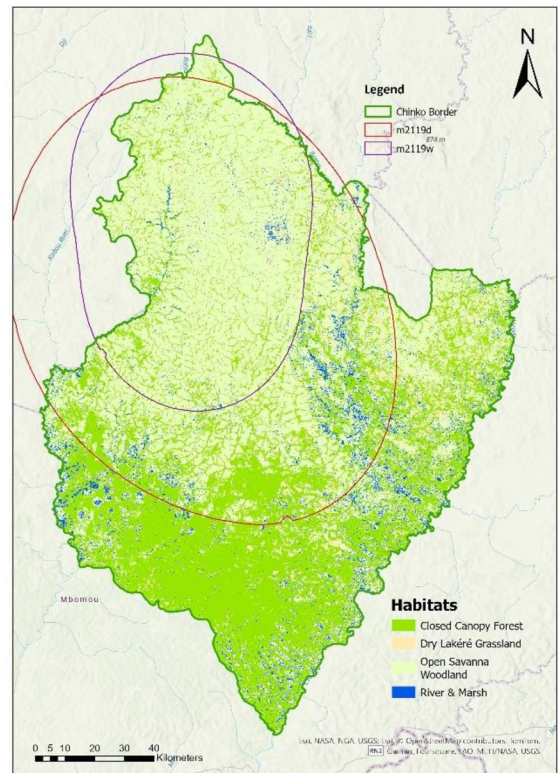 N
Legend
Chinko Border
m2119d
874 m
m2119w
Mbomou
Habitats
Closed Canopy Forest
Dry Lakéré Grassland
Open Savanna
Woodland
River & Marsh
Esri, NASA, NGA, USGS; Esri, © OpenStreetMap contributors, TomTom,
RN2 Garmin, Foursquare, FAO, METI/NASA, USGS
0 5 10 20 30 40
Kilometers